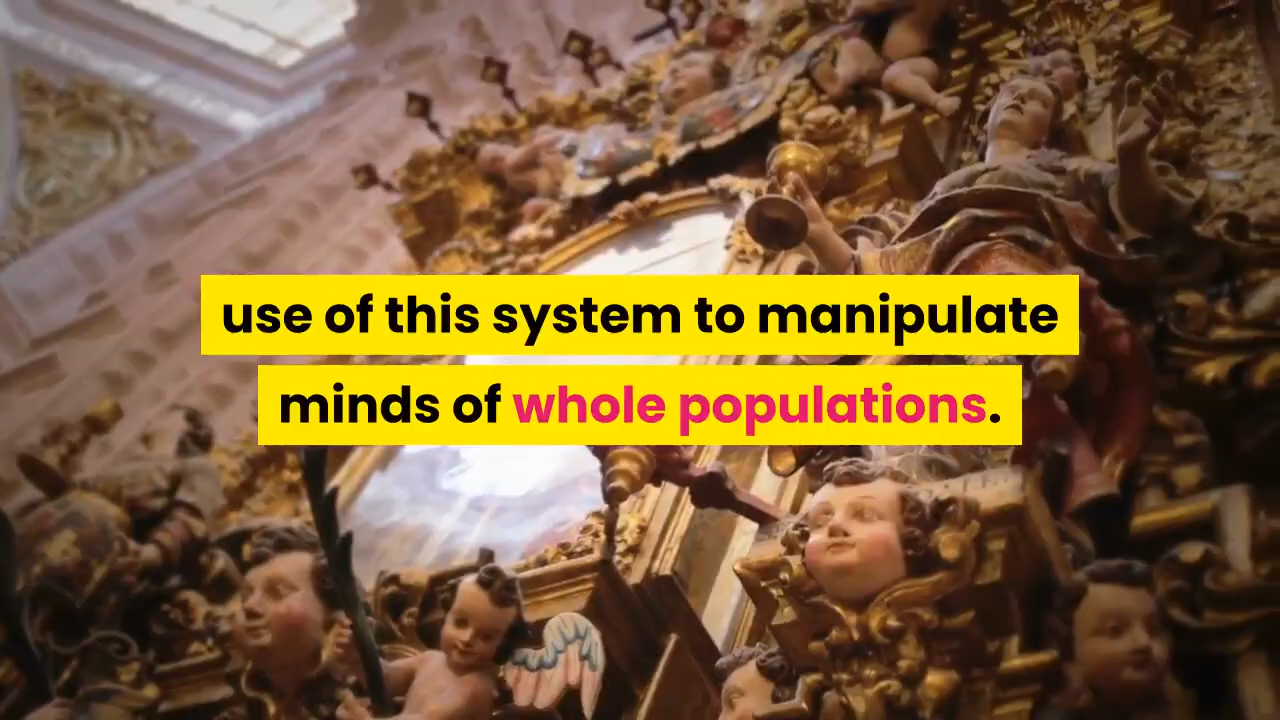 use of this system to manipulate
minds of whole populations.